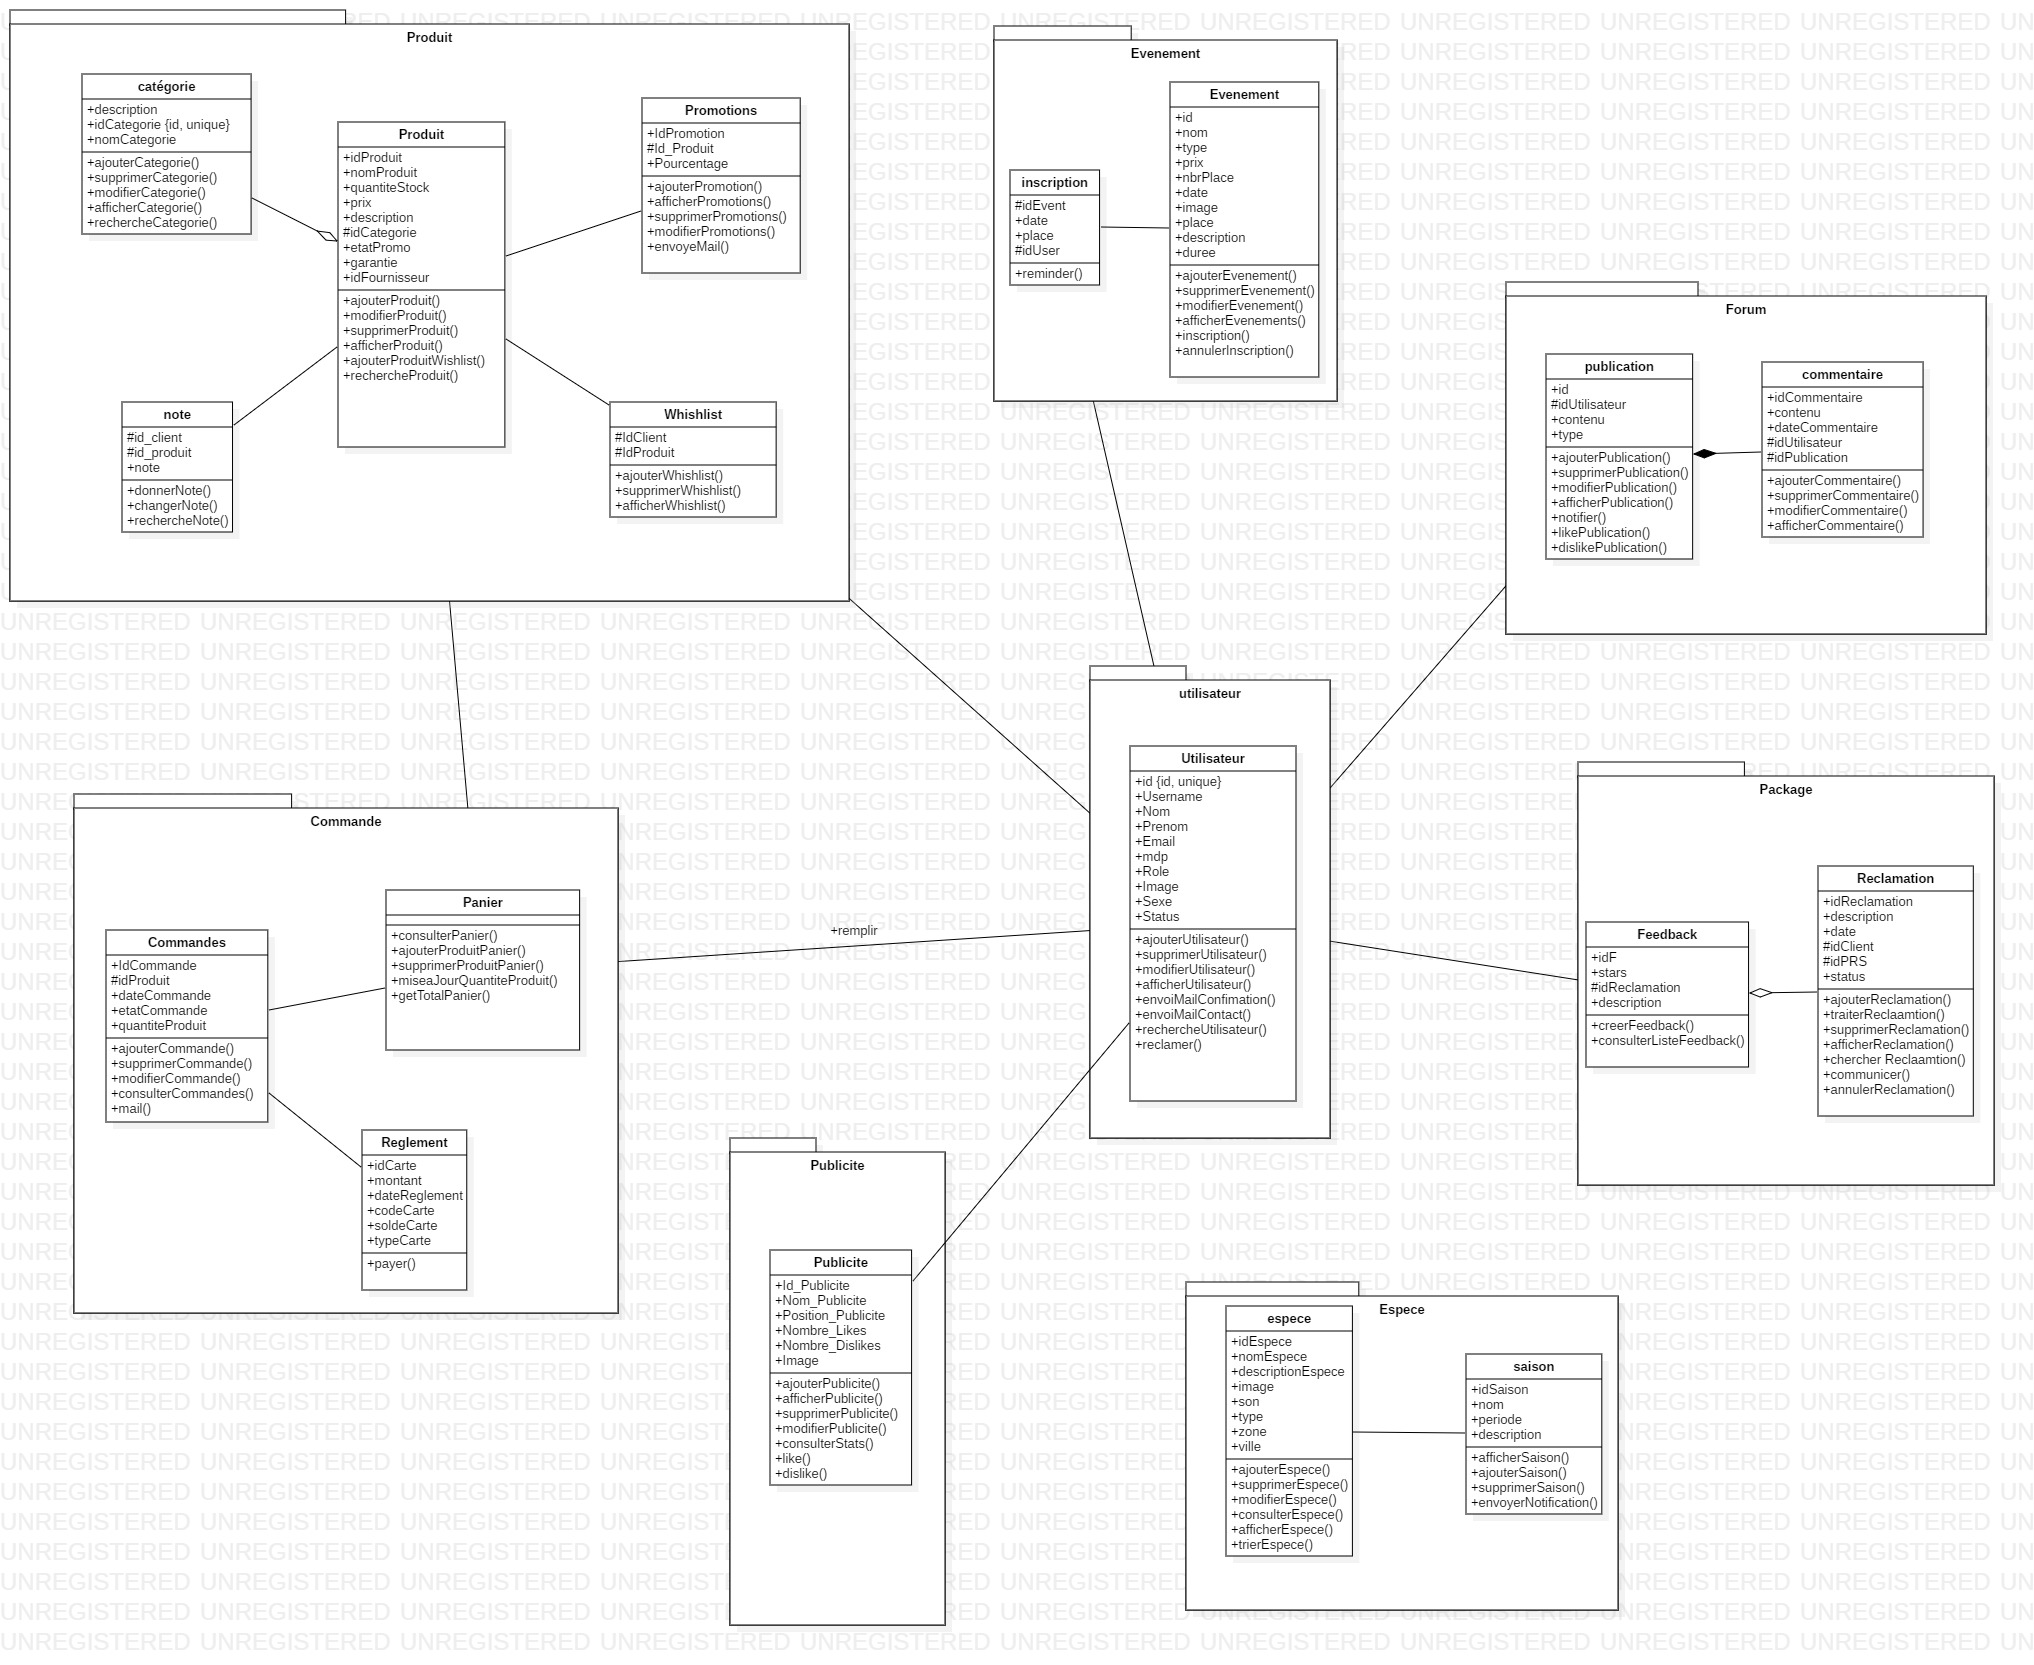 Produit
catégorie
+description
+idCategorie {id, unique}
+nomCategorie
+ajouterCategorie()
+supprimerCategorie()
+modifierCategorie()
+afficherCategorie()
+rechercheCategorie()
Produit
+idProduit
+nomProduit
+quantiteStock
+prix
+description
#idCategorie
+etatPromo
+garantie
+idFournisseur
+ajouterProduit()
+modifierProduit()
+supprimerProduit()
+afficherProduit()
+ajouterProduitWishlist()
+rechercheProduit()
Promotions
+IdPromotion
#Id_Produit
+Pourcentage
+ajouterPromotion()
+afficherPromotions()
+supprimerPromotions()
+modifierPromotions()
+envoyeMail()
note
#id_client
#id_produit
+note
+donnerNote()
+changerNote()
+rechercheNote()
Whishlist
#IdClient
#IdProduit
+ajouterWhishlist()
+supprimerWhishlist()
+afficherWhishlist()
Evenement
inscription
#idEvent
+date
+place
#idUser
+reminder()
Evenement
+id
+nom
+type
+prix
+nbrPlace
+date
+image
+place
+description
+duree
+ajouterEvenement()
+supprimerEvenement()
+modifierEvenement()
+afficherEvenements()
+inscription()
+annulerInscription()
Forum
publication
+id
#idUtilisateur
+contenu
+type
+ajouterPublication()
+supprimerPublication()
+modifierPublication()
+afficherPublication()
+notifier()
+likePublication()
+dislikePublication()
commentaire
+idCommentaire
+contenu
+dateCommentaire
#idUtilisateur
#idPublication
+ajouterCommentaire()
+supprimerCommentaire()
+modifierCommentaire()
+afficherCommentaire()
utilisateur
Utilisateur
+id {id, unique}
+Username
+Nom
+Prenom
+Email
+mdp
+Role
+Image
+Sexe
+Status
+ajouterUtilisateur()
+supprimerUtilisateur()
+modifierUtilisateur()
+afficherUtilisateur()
+envoiMailConfimation()
+envoiMailContact()
+rechercheUtilisateur()
+reclamer()
Package
Feedback
+idF
+stars
#idReclamation
+description
+creerFeedback()
+consulterListeFeedback()
Reclamation
+idReclamation
+description
+date
#idClient
#idPRS
+status
+ajouterReclamation()
+traiterReclaamtion()
+supprimerReclamation()
+afficherReclamation()
+chercher Reclaamtion()
+communicer()
+annulerReclamation()
Commande
Commandes
+IdCommande
#idProduit
+dateCommande
+etatCommande
+quantiteProduit
+ajouterCommande()
+supprimerCommande()
+modifierCommande()
+consulterCommandes()
+mail()
Panier
+consulterPanier()
+ajouterProduitPanier()
+supprimerProduitPanier()
+miseaJourQuantiteProduit()
+getTotalPanier()
Reglement
+idCarte
+montant
+dateReglement
+codeCarte
+soldeCarte
+typeCarte
+payer()
+remplir
Publicite
Publicite
+Id_Publicite
+Nom_Publicite
+Position_Publicite
+Nombre_Likes
+Nombre_Dislikes
+Image
+ajouterPublicite()
+afficherPublicite()
+supprimerPublicite()
+modifierPublicite()
+consulterStats()
+like()
+dislike()
Espece
espece
+idEspece
+nomEspece
+descriptionEspece
+image
+son
+type
+zone
+ville
+ajouterEspece()
+supprimerEspece()
+modifierEspece()
+consulterEspece()
+afficherEspece()
+trierEspece()
saison
+idSaison
+nom
+periode
+description
+afficherSaison()
+ajouterSaison()
+supprimerSaison()
+envoyerNotification()
UNREGISTERED